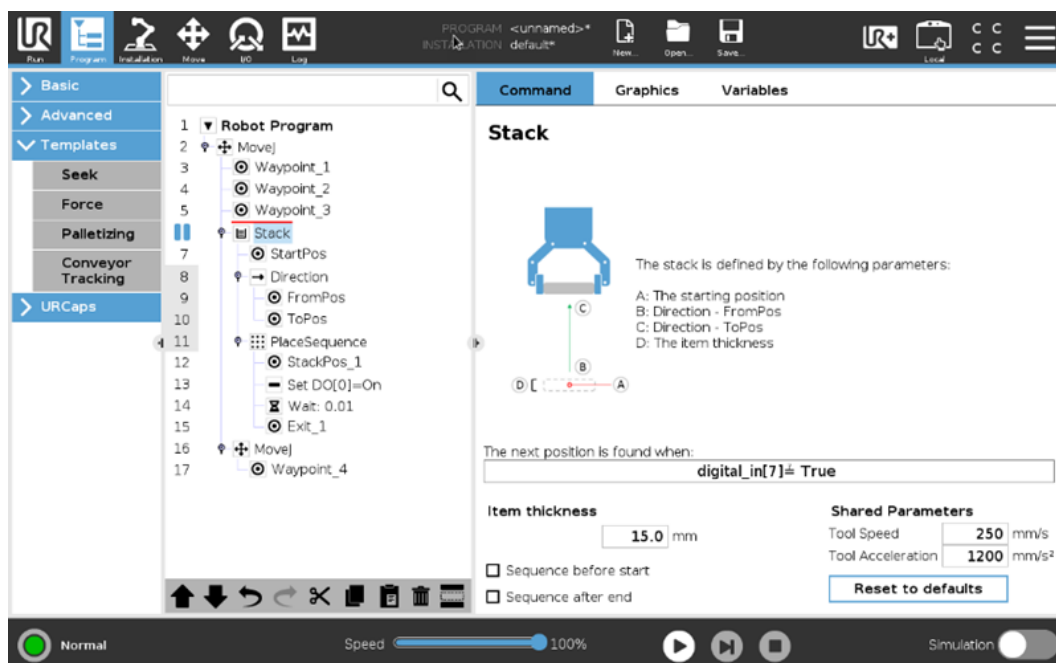 PROGRAM <unnamed>*
INSTALLATION default*
UR
UR+
C C
C C
Run
Program
Installation
Move
I/O
Log
New...
Open...
Save...
Local
Basic
Advanced
Templates
Seek
Force
Palletizing
Conveyor
Tracking
URCaps
1 Robot Program
2 MoveJ
3 Waypoint_1
4 Waypoint_2
5 Waypoint_3
Stack
7 StartPos
8 Direction
9 FromPos
10 ToPos
11 PlaceSequence
12 StackPos_1
13 Set DO[0]=On
14 Wait: 0.01
15 Exit_1
16 MoveJ
17 Waypoint_4
Command Graphics Variables
Stack
The stack is defined by the following parameters:
A: The starting position
B: Direction - FromPos
C: Direction - ToPos
D: The item thickness
C
B
D
A
The next position is found when:
digital_in[7]≟ True
Item thickness
15.0 mm
Sequence before start
Sequence after end
Shared Parameters
Tool Speed 250 mm/s
Tool Acceleration 1200 mm/s²
Reset to defaults
Normal
Speed 100%
Simulation